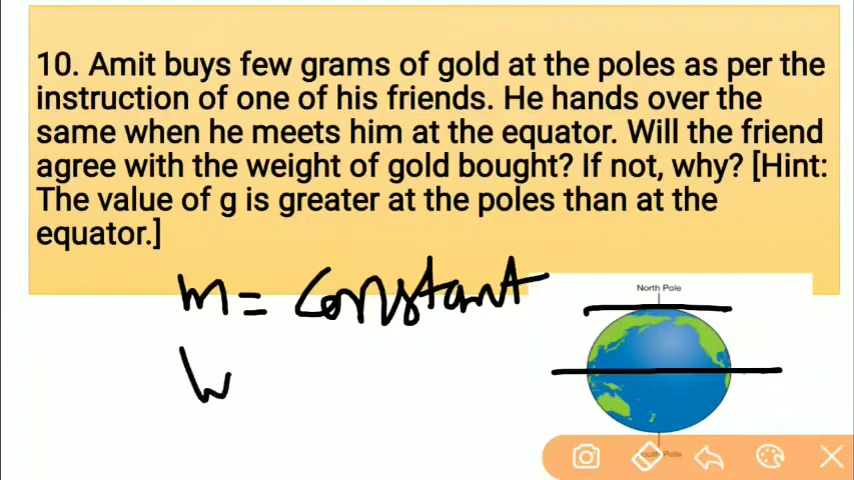 10. Amit buys few grams of gold at the poles as per the
instruction of one of his friends. He hands over the
same when he meets him at the equator. Will the friend
agree with the weight of gold bought? If not, why? [Hint:
The value of g is greater at the poles than at the
equator.]
m = constant
W
North Pole
South Pole